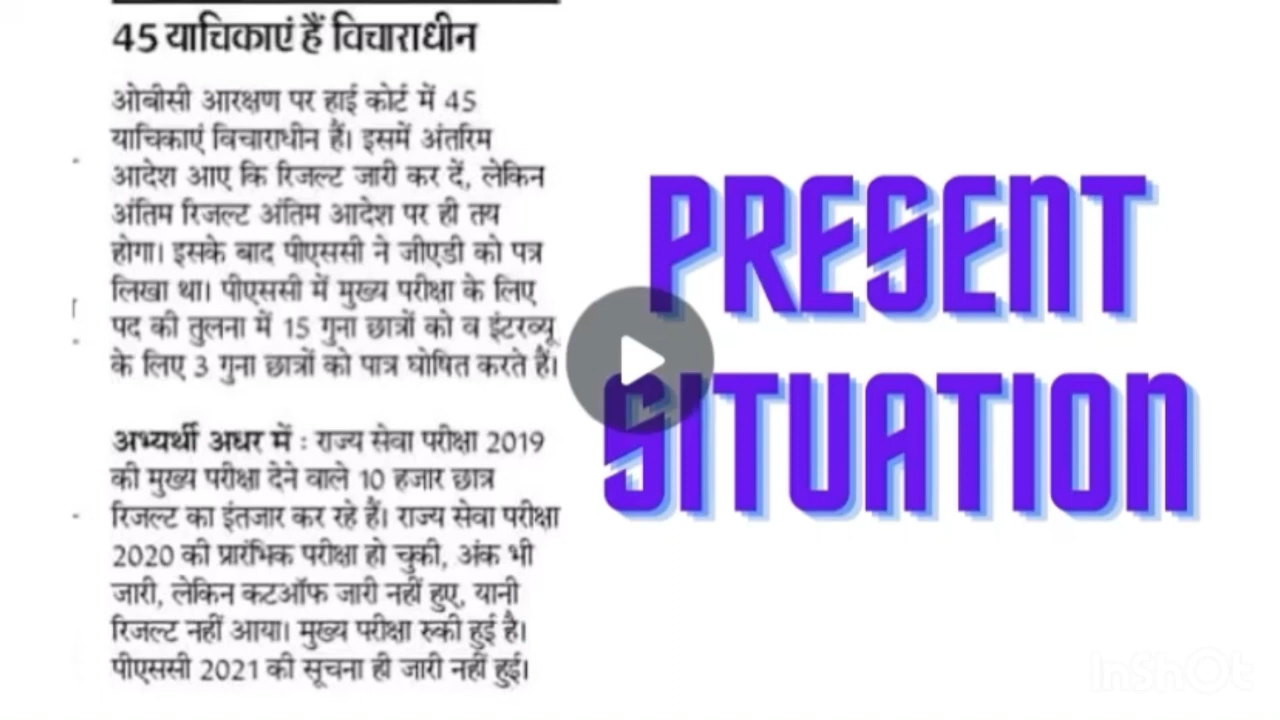 45 याचिकाएं हैं विचाराधीन
ओबीसी आरक्षण पर हाई कोर्ट में 45
याचिकाएं विचाराधीन हैं। इसमें अंतरिम
आदेश आए कि रिजल्ट जारी कर दें, लेकिन
अंतिम रिजल्ट अंतिम आदेश पर ही तय
होगा। इसके बाद पीएससी ने जीएडी को पत्र
लिखा था। पीएससी में मुख्य परीक्षा के लिए
पद की तुलना में 15 गुना छात्रों को व इंटरव्यू
के लिए 3 गुना छात्रों को पात्र घोषित करते हैं।
अभ्यर्थी अधर में : राज्य सेवा परीक्षा 2019
की मुख्य परीक्षा देने वाले 10 हजार छात्र
रिजल्ट का इंतजार कर रहे हैं। राज्य सेवा परीक्षा
2020 की प्रारंभिक परीक्षा हो चुकी, अंक भी
जारी, लेकिन कटऑफ जारी नहीं हुए, यानी
रिजल्ट नहीं आया। मुख्य परीक्षा रुकी हुई है।
पीएससी 2021 की सूचना ही जारी नहीं हुई।
PRESENT
SITUATION
InShOt